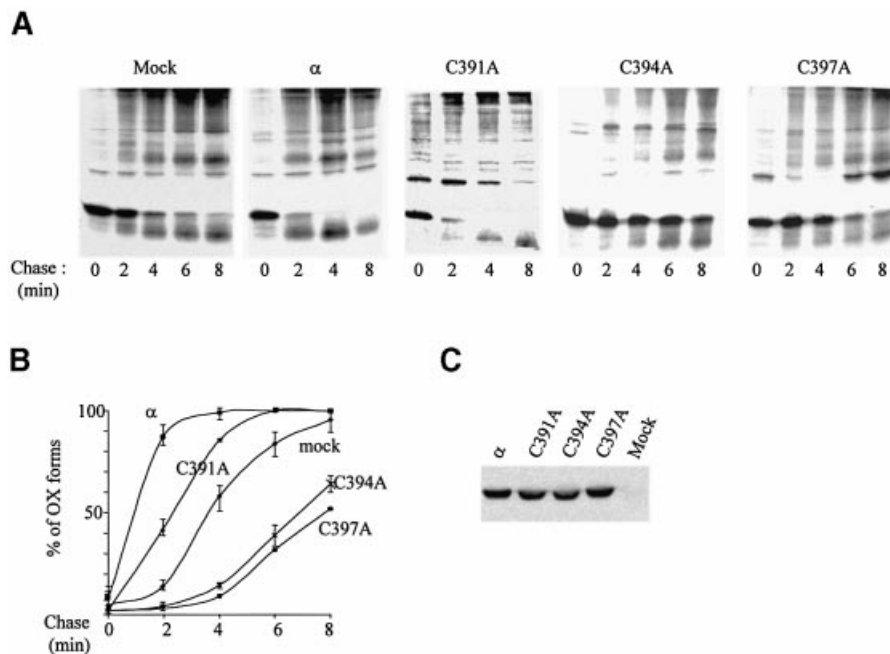 A
Mock α C391A C394A C397A
Chase : 0 2 4 6 8 0 2 4 8 0 2 4 8 0 2 4 6 8 0 2 4 6 8
(min)
B
100
50
% of OX forms
α
C391A
mock
C394A
C397A
Chase 0 2 4 6 8
(min)
C
α C391A C394A C397A Mock